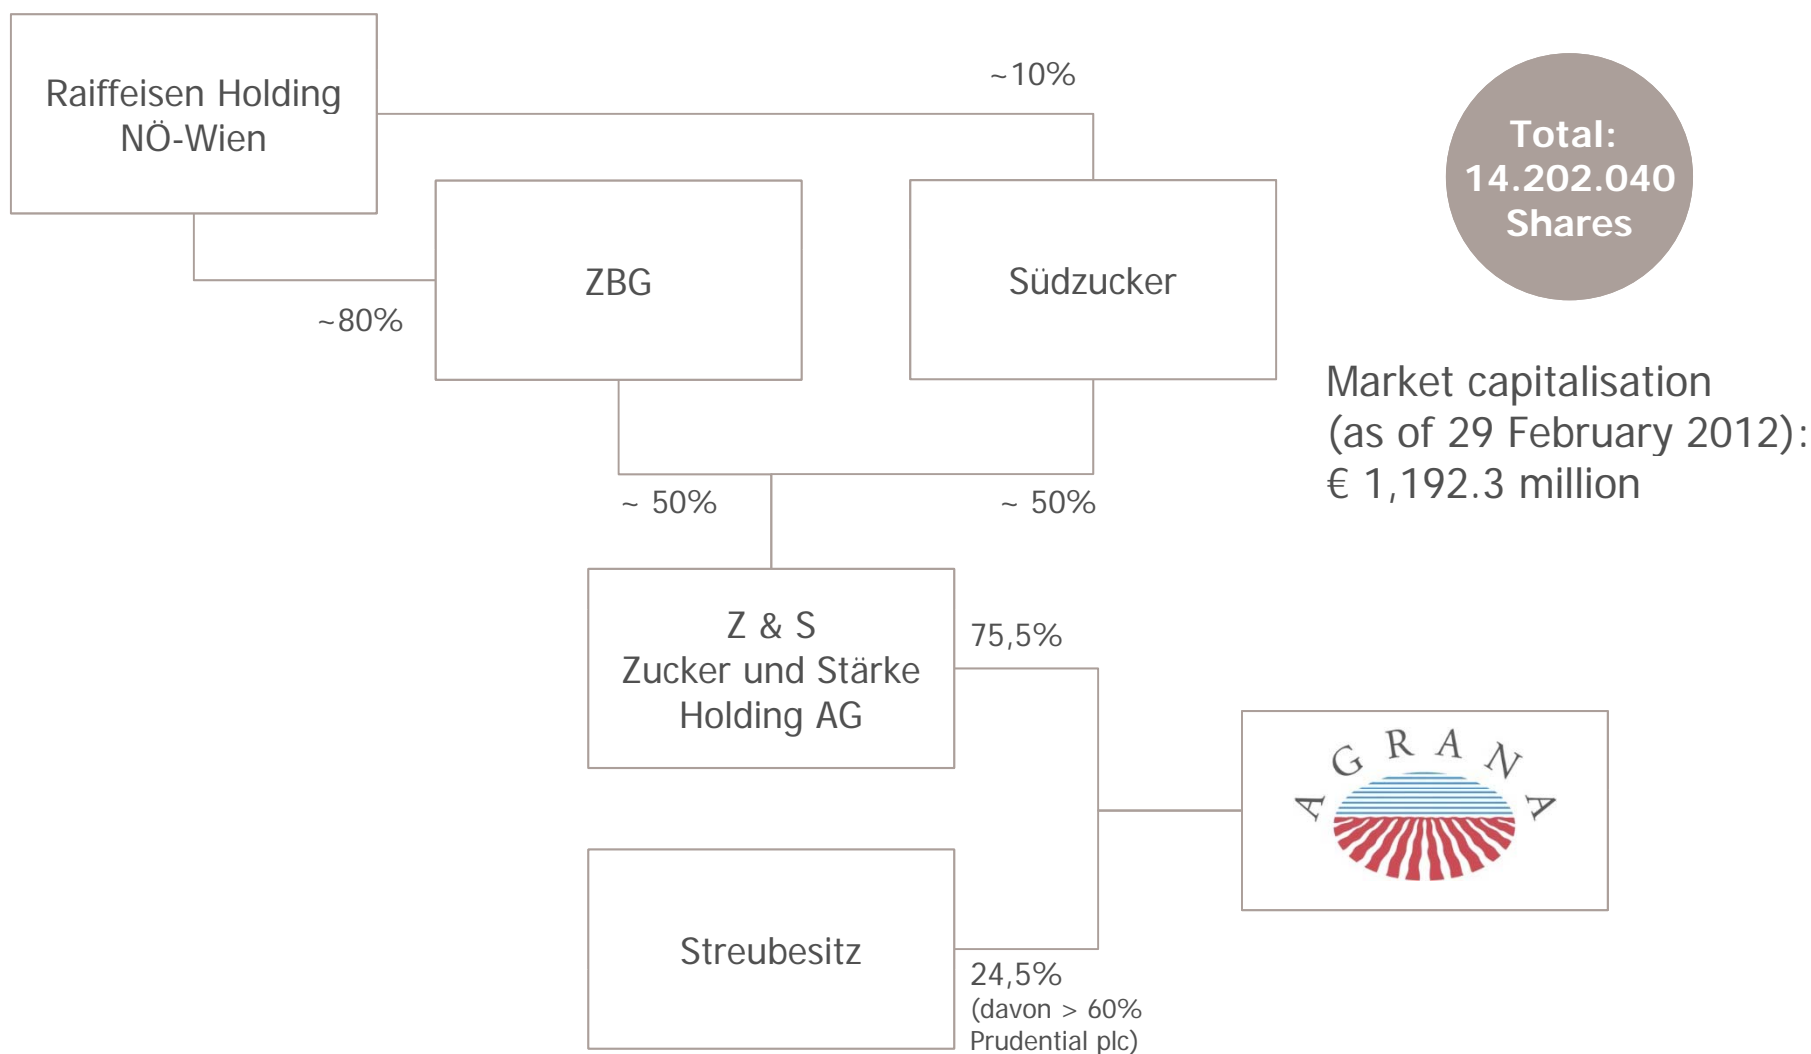 Raiffeisen Holding
NÖ-Wien
~10%
Total:
14.202.040
Shares
ZBG
Südzucker
~80%
Market capitalisation
(as of 29 February 2012):
€ 1,192.3 million
~ 50%
~ 50%
Z & S
Zucker und Stärke
Holding AG
75,5%
AGRANA
Streubesitz
24,5%
(davon > 60%
Prudential plc)